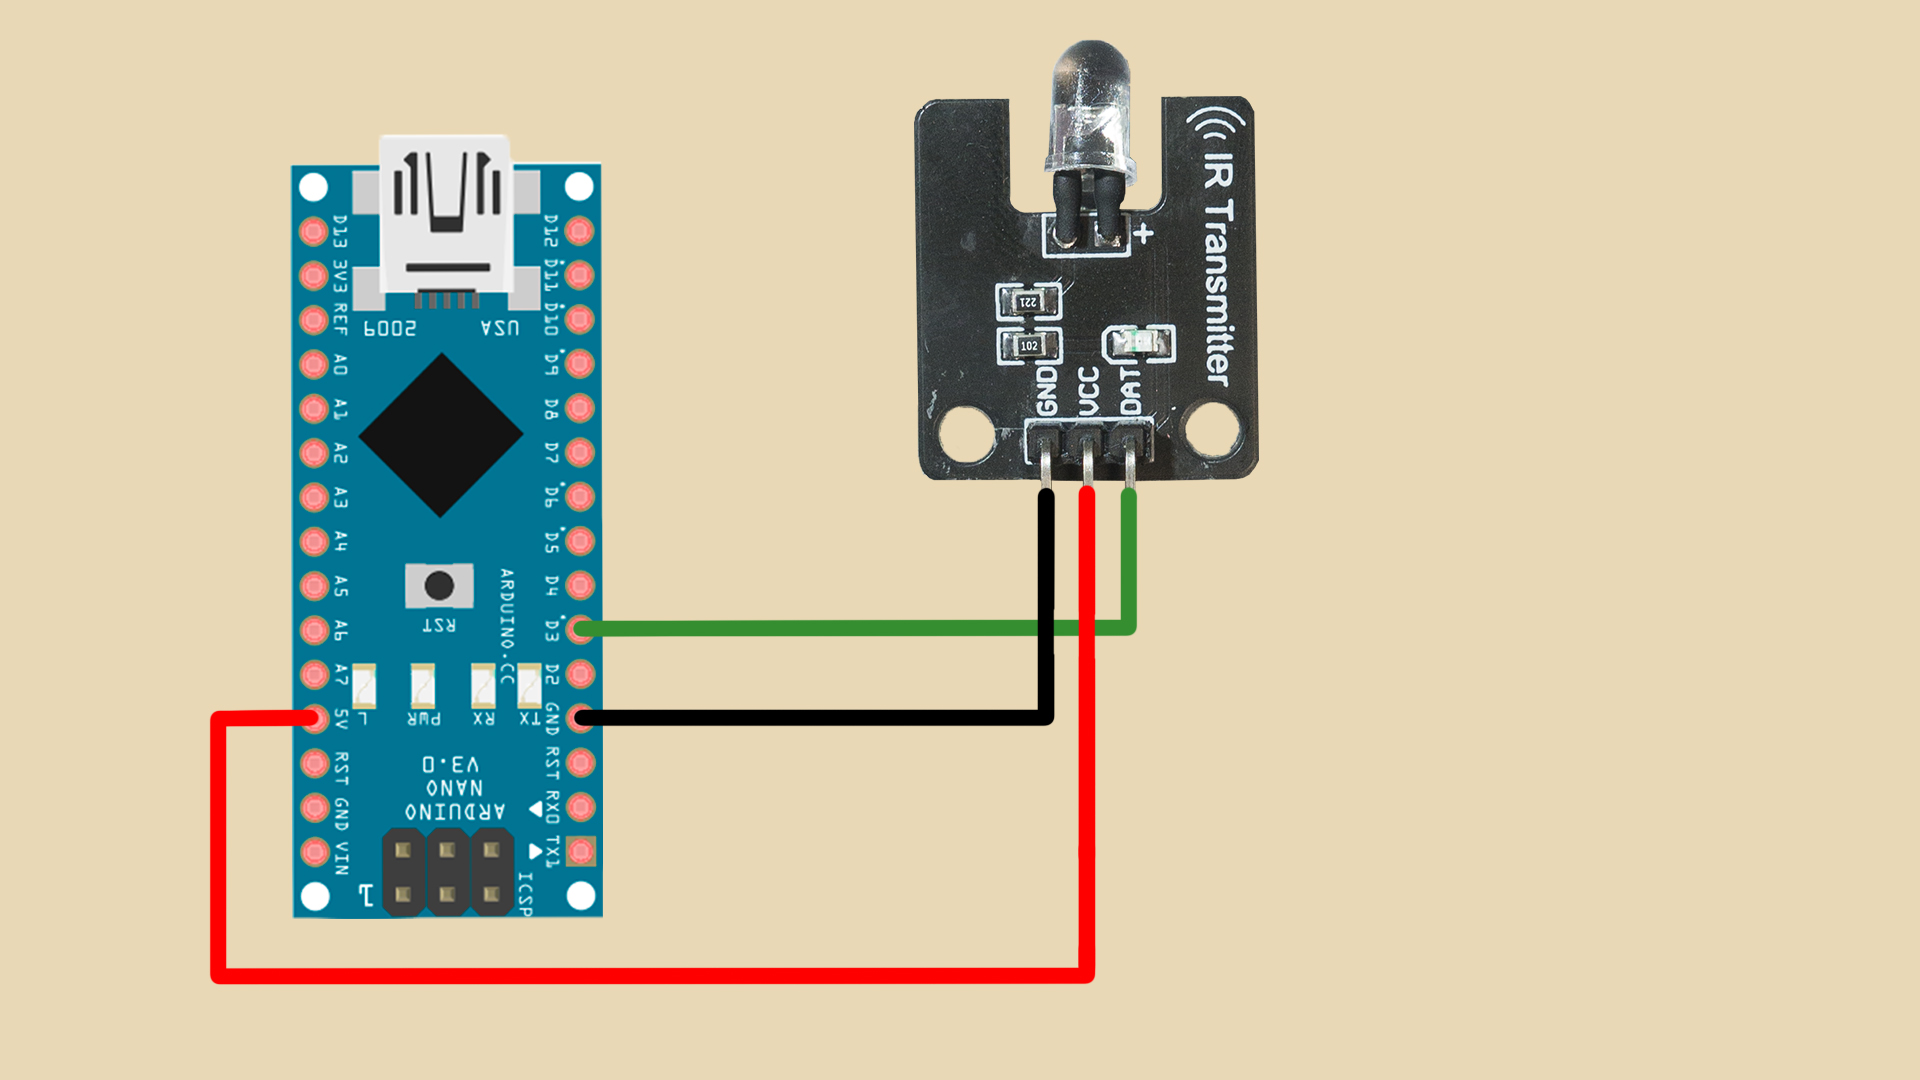 D13
3V3
REF
A0
A1
A2
A3
A4
A5
A6
A7
5V
RST
GND
VIN
D12
D11
D10
D9
D8
D7
D6
D5
D4
D3
D2
GND
RST
RX0
TX1
USA
2009
RST
ARDUINO.CC
TX
RX
PWR
L
ARDUINO
NANO
V3.0
ICSP
1
IR Transmitter
+
221
102
GND
VCC
DAT